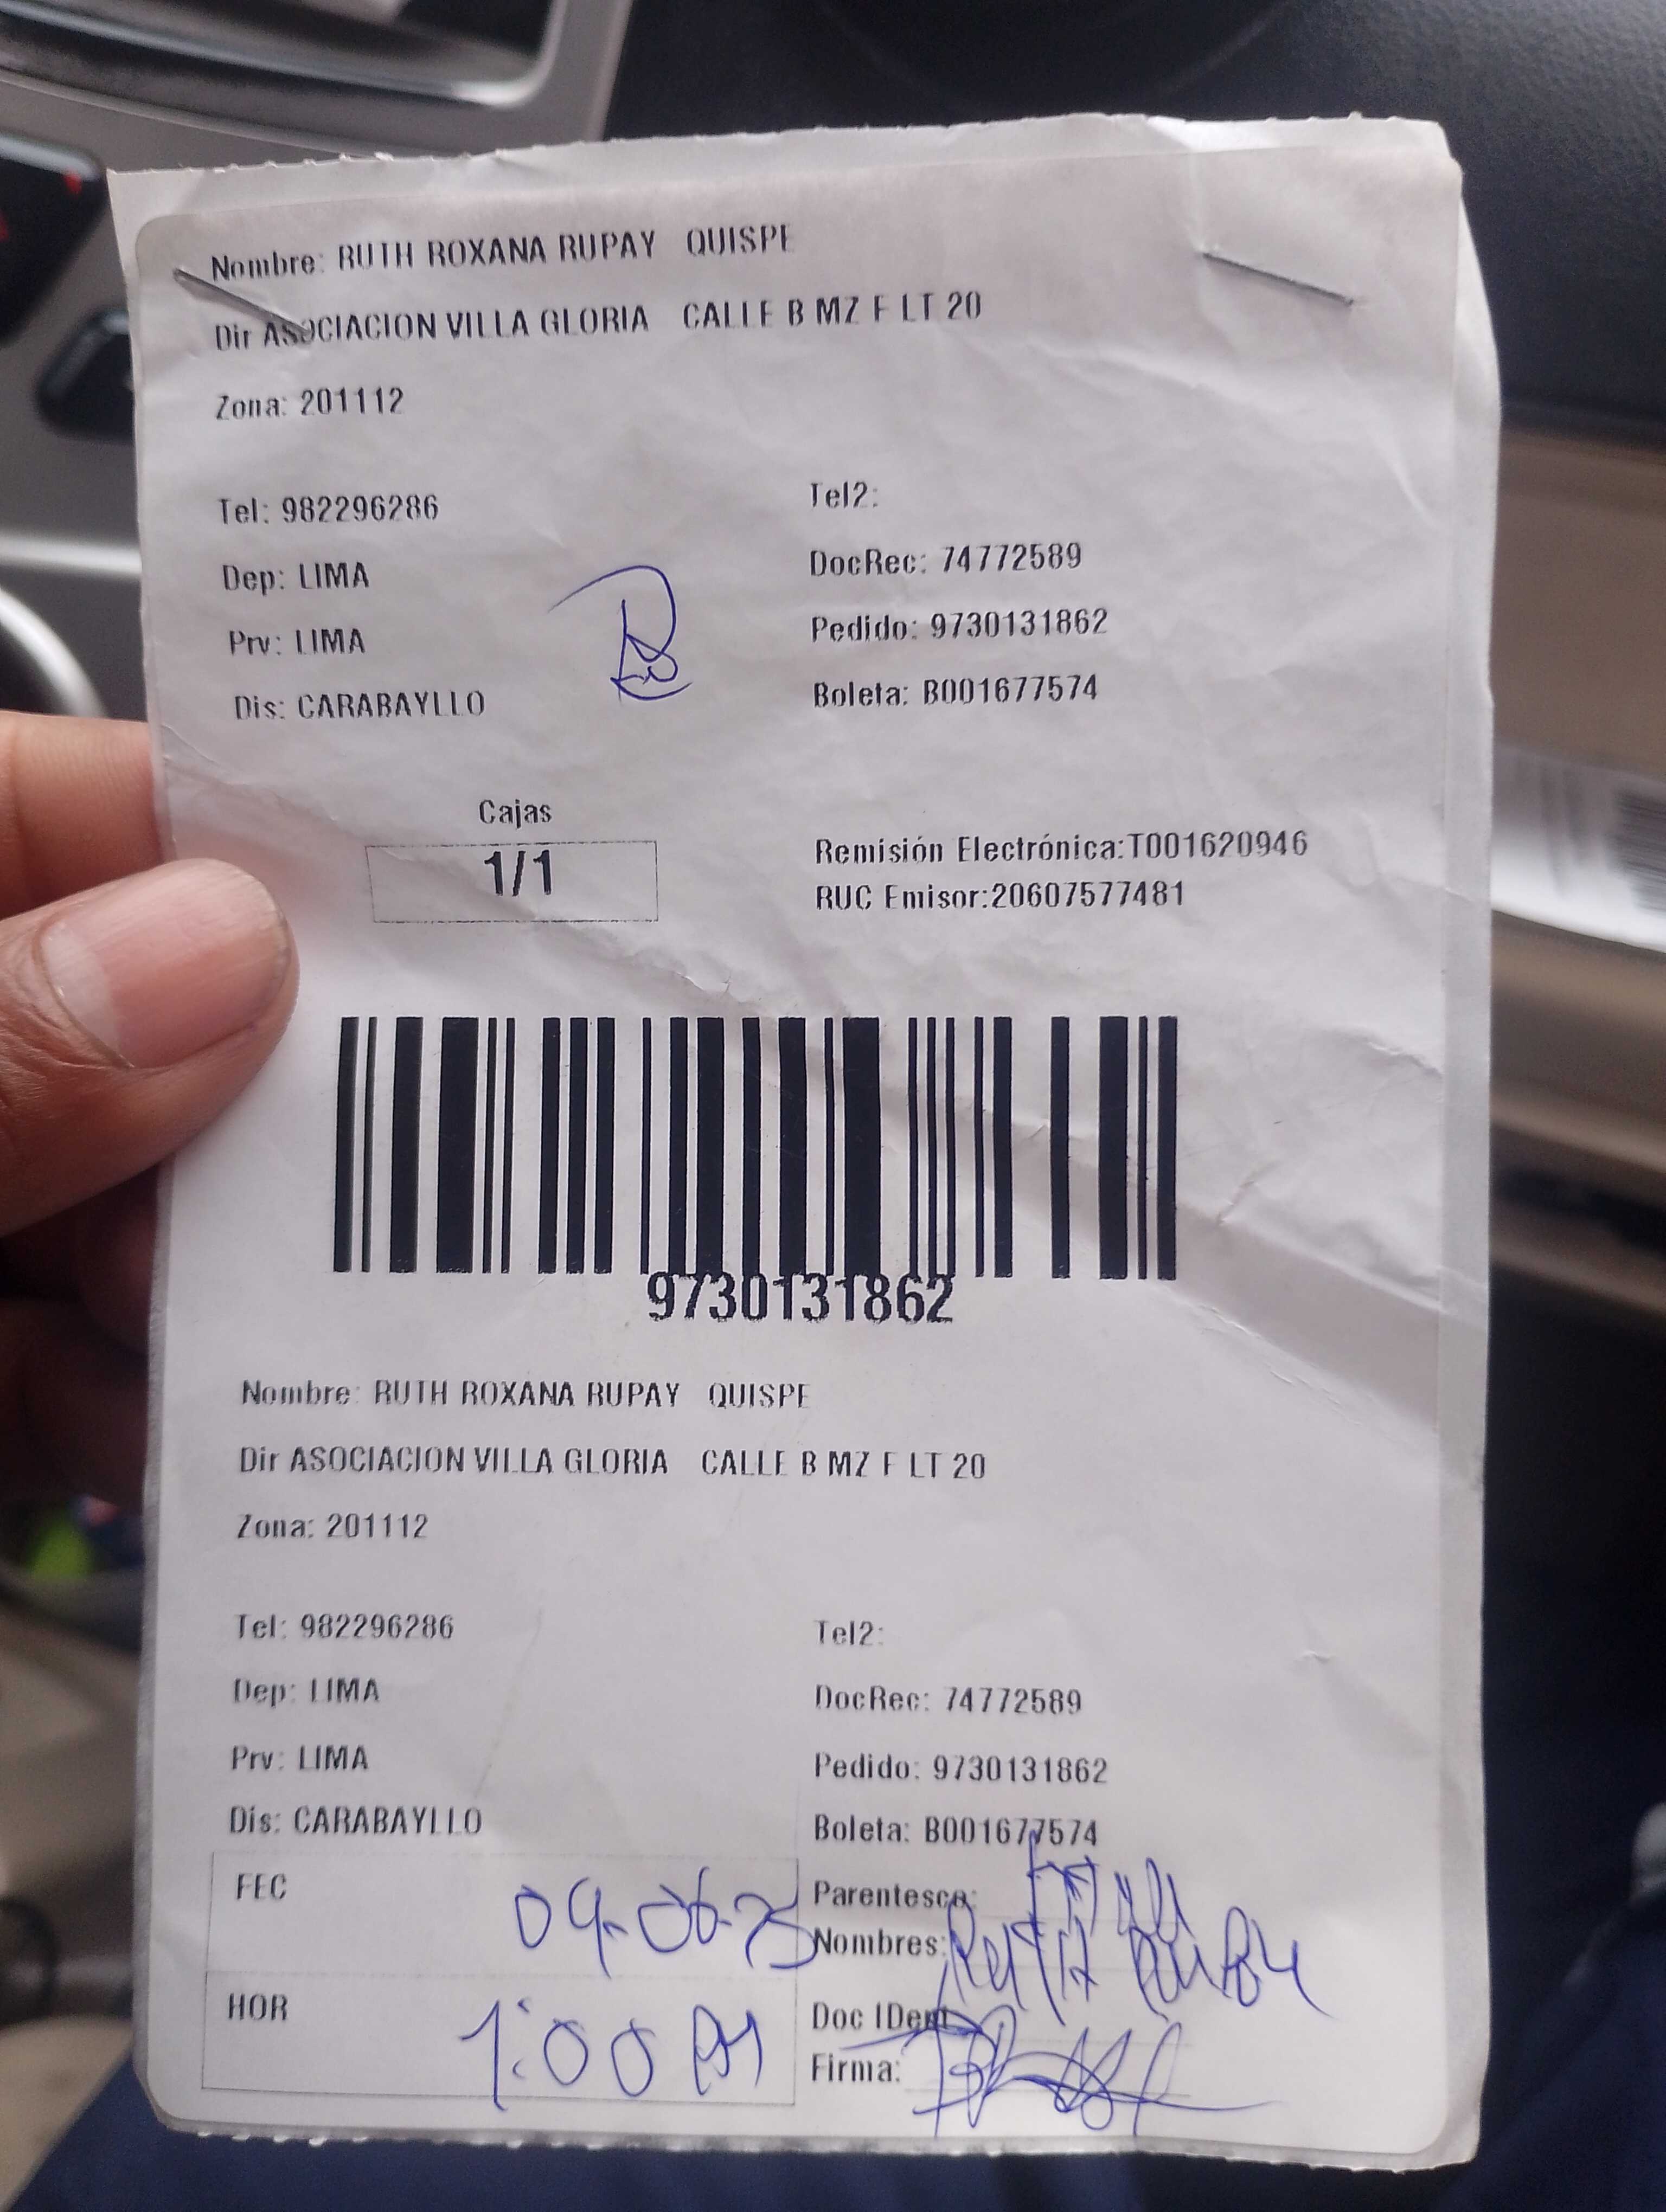 Nombre: RUTH ROXANA RUPAY QUISPE
Dir ASOCIACION VILLA GLORIA CALLE B MZ F LT 20
Zona: 201112
Tel: 982296286
Tel2:
Dep: LIMA
DocRec: 74772589
Prv: LIMA
Pedido: 9730131862
Dis: CARABAYLLO
Boleta: B001677574
Cajas
1/1
Remisión Electrónica:T001620946
RUC Emisor:20607577481
9730131862
Nombre: RUTH ROXANA RUPAY QUISPE
Dir ASOCIACION VILLA GLORIA CALLE B MZ F LT 20
Zona: 201112
Tel: 982296286
Tel2:
Dep: LIMA
DocRec: 74772589
Prv: LIMA
Pedido: 9730131862
Dis: CARABAYLLO
Boleta: B001677574
FEC 09-06-25
Parentesco:
Nombres: Ruth Rupay
HOR 1:00 PM
Doc IDent
Firma: